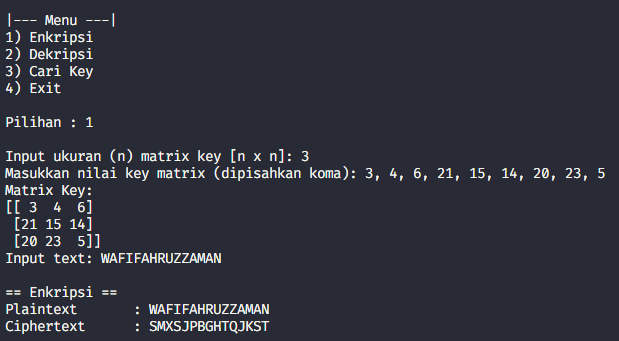 |--- Menu ---|
1) Enkripsi
2) Dekripsi
3) Cari Key
4) Exit
Pilihan : 1
Input ukuran (n) matrix key [n x n]: 3
Masukkan nilai key matrix (dipisahkan koma): 3, 4, 6, 21, 15, 14, 20, 23, 5
Matrix Key:
[[ 3  4  6]
 [21 15 14]
 [20 23  5]]
Input text: WAFIFAHRUZZAMAN
== Enkripsi ==
Plaintext      : WAFIFAHRUZZAMAN
Ciphertext     : SMXSJPBGHTQJKST